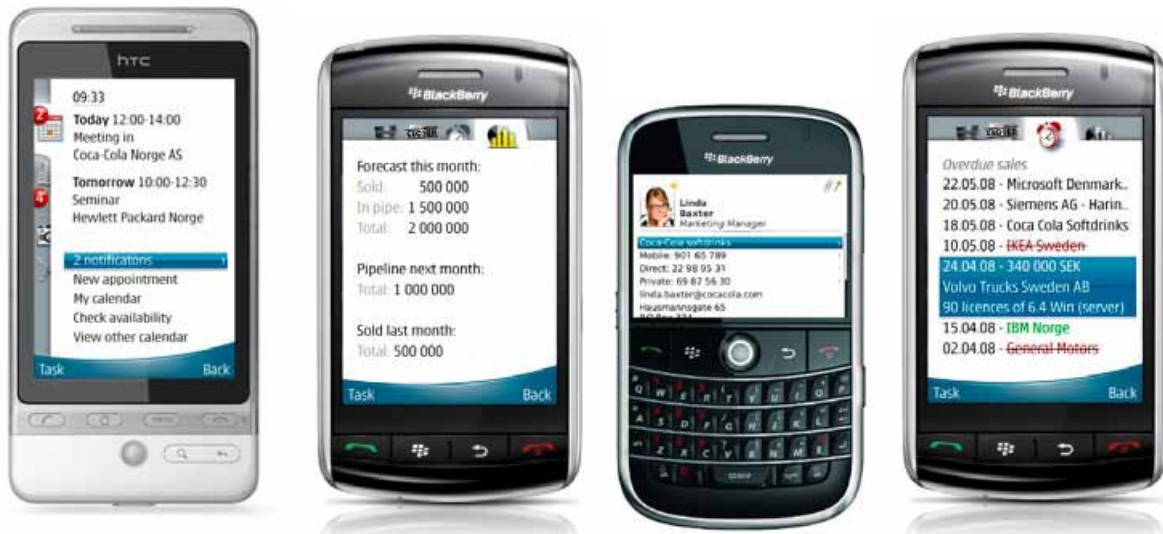 hTC
09:33
2
Today 12:00-14:00
Meeting in
Coca-Cola Norge AS
4
Tomorrow 10:00-12:30
Seminar
Hewlett Packard Norge
2 notificatons
New appointment
My calendar
Check availability
View other calendar
Task Back
BlackBerry
Forecast this month:
Sold: 500 000
In pipe: 1 500 000
Total: 2 000 000
Pipeline next month:
Total: 1 000 000
Sold last month:
Total: 500 000
Task Back
BlackBerry
Linda
Baxter
Marketing Manager
Coca-Cola softdrinks
Mobile: 901 65 789
Direct: 22 98 95 31
Private: 69 87 56 30
linda.baxter@cocacola.com
Hausmannsgate 65
Q W E R T Y U I O P
A S D F G H J K L
Z X C V B N M
space
BlackBerry
Overdue sales
22.05.08 - Microsoft Denmark..
20.05.08 - Siemens AG - Harin..
18.05.08 - Coca Cola Softdrinks
10.05.08 - IKEA Sweden
24.04.08 - 340 000 SEK
Volvo Trucks Sweden AB
90 licences of 6.4 Win (server)
15.04.08 - IBM Norge
02.04.08 - General Motors
Task Back